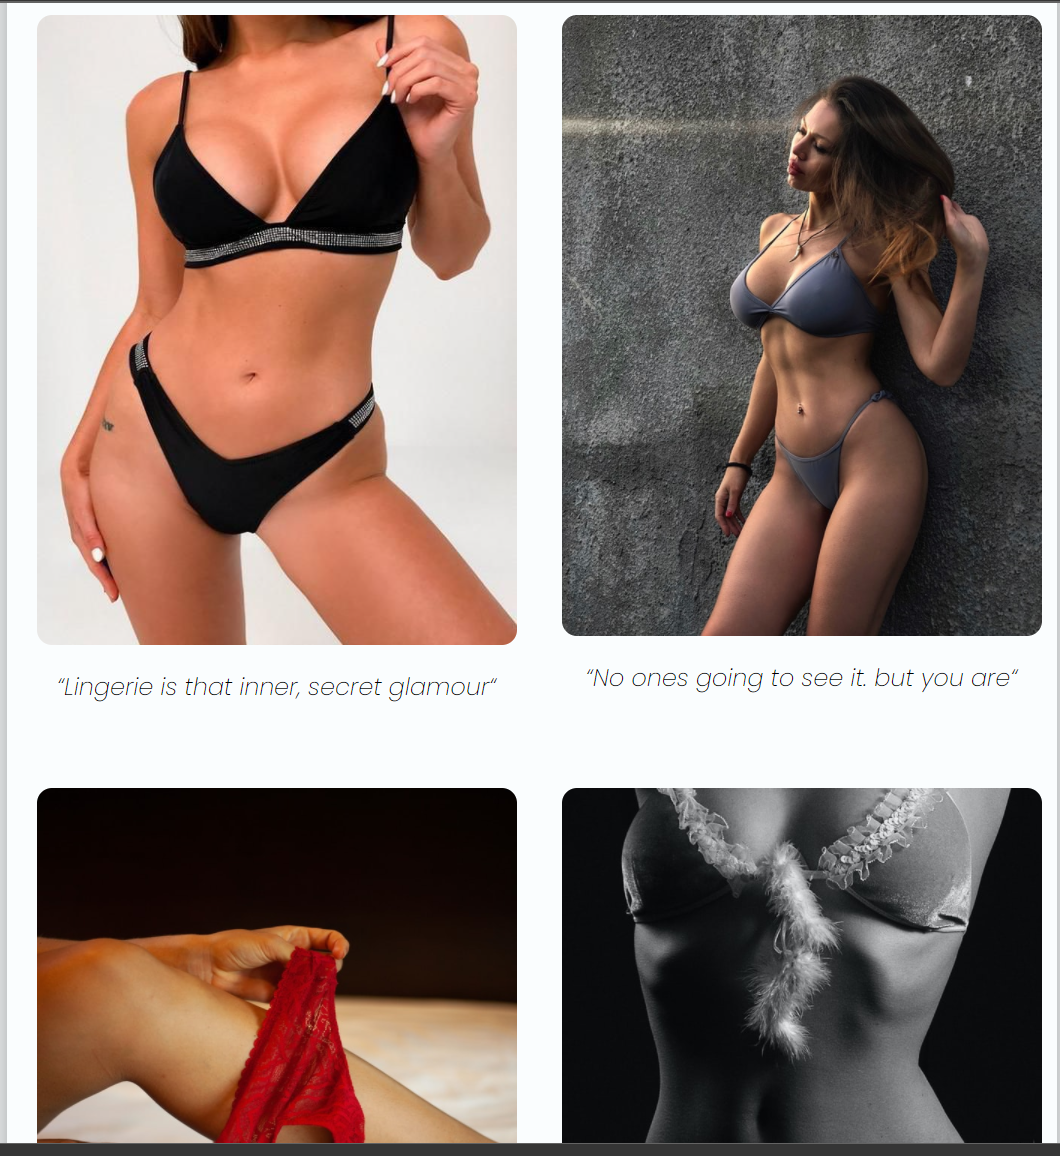 “Lingerie is that inner, secret glamour“
“No ones going to see it. but you are“